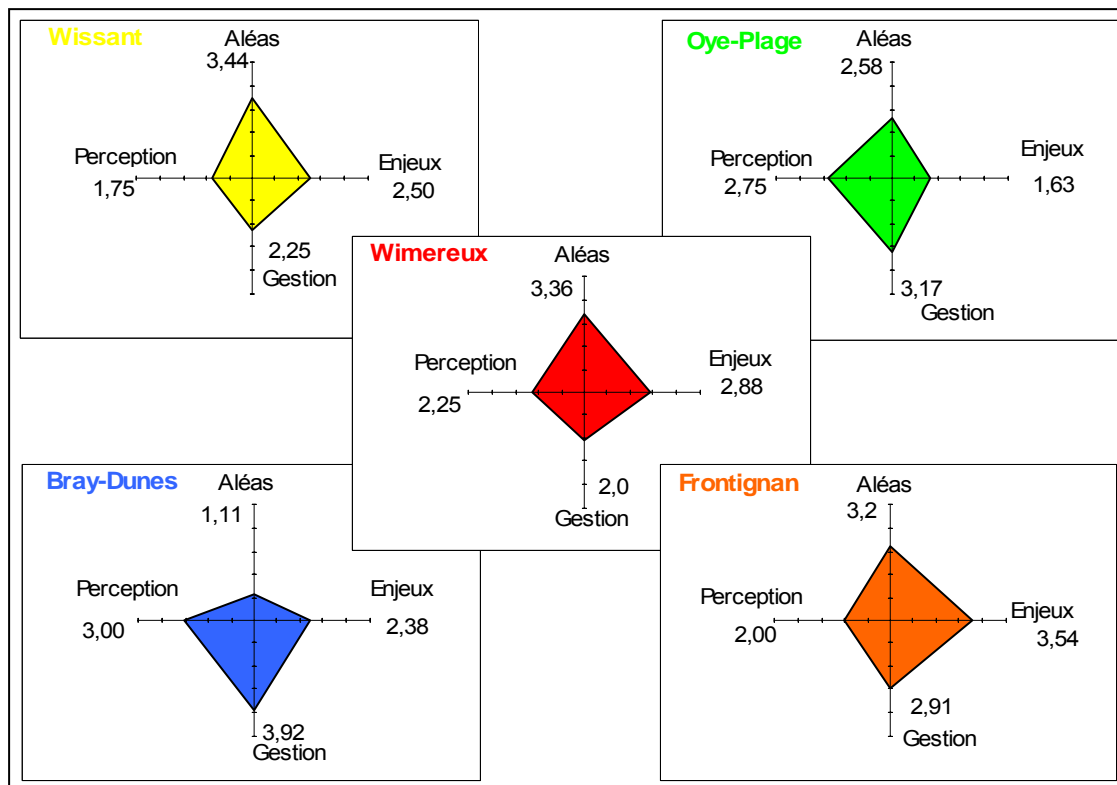 Wissant
Aléas
3,44
Perception
1,75
Enjeux
2,50
2,25
Gestion
Oye-Plage
Aléas
2,58
Perception
2,75
Enjeux
1,63
3,17
Gestion
Wimereux
Aléas
3,36
Perception
2,25
Enjeux
2,88
2,0
Gestion
Bray-Dunes
Aléas
1,11
Perception
3,00
Enjeux
2,38
3,92
Gestion
Frontignan
Aléas
3,2
Perception
2,00
Enjeux
3,54
2,91
Gestion